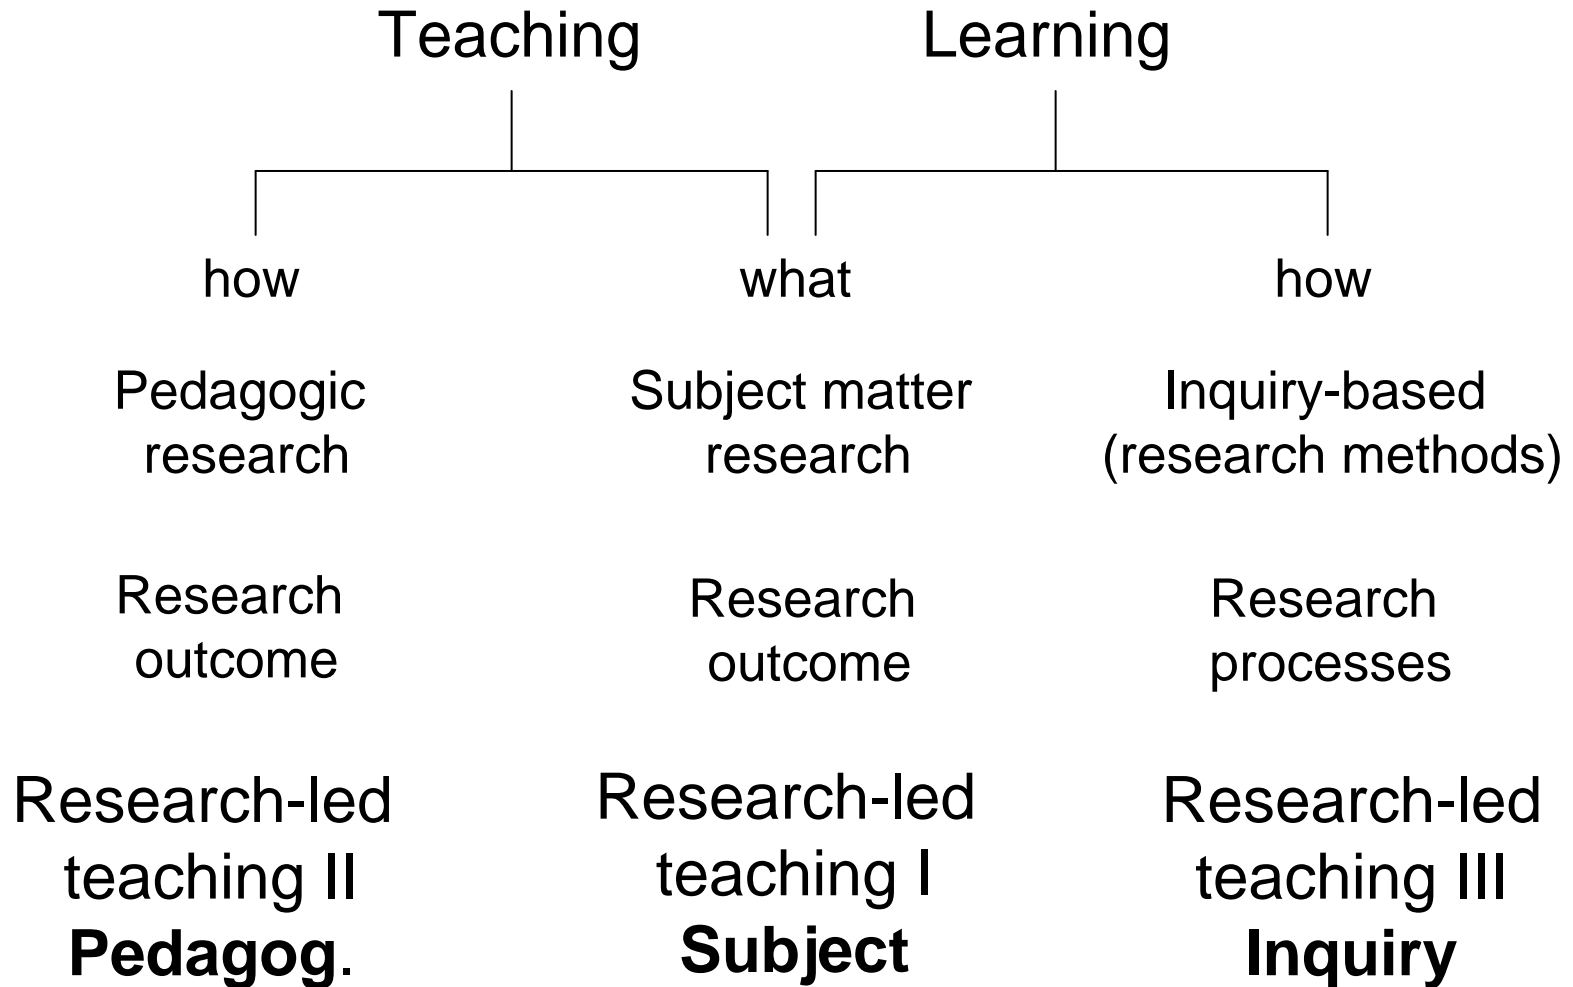 Teaching
Learning
how
what
how
Pedagogic
research
Subject matter
research
Inquiry-based
(research methods)
Research
outcome
Research
outcome
Research
processes
Research-led
teaching II
Pedagog.
Research-led
teaching I
Subject
Research-led
teaching III
Inquiry